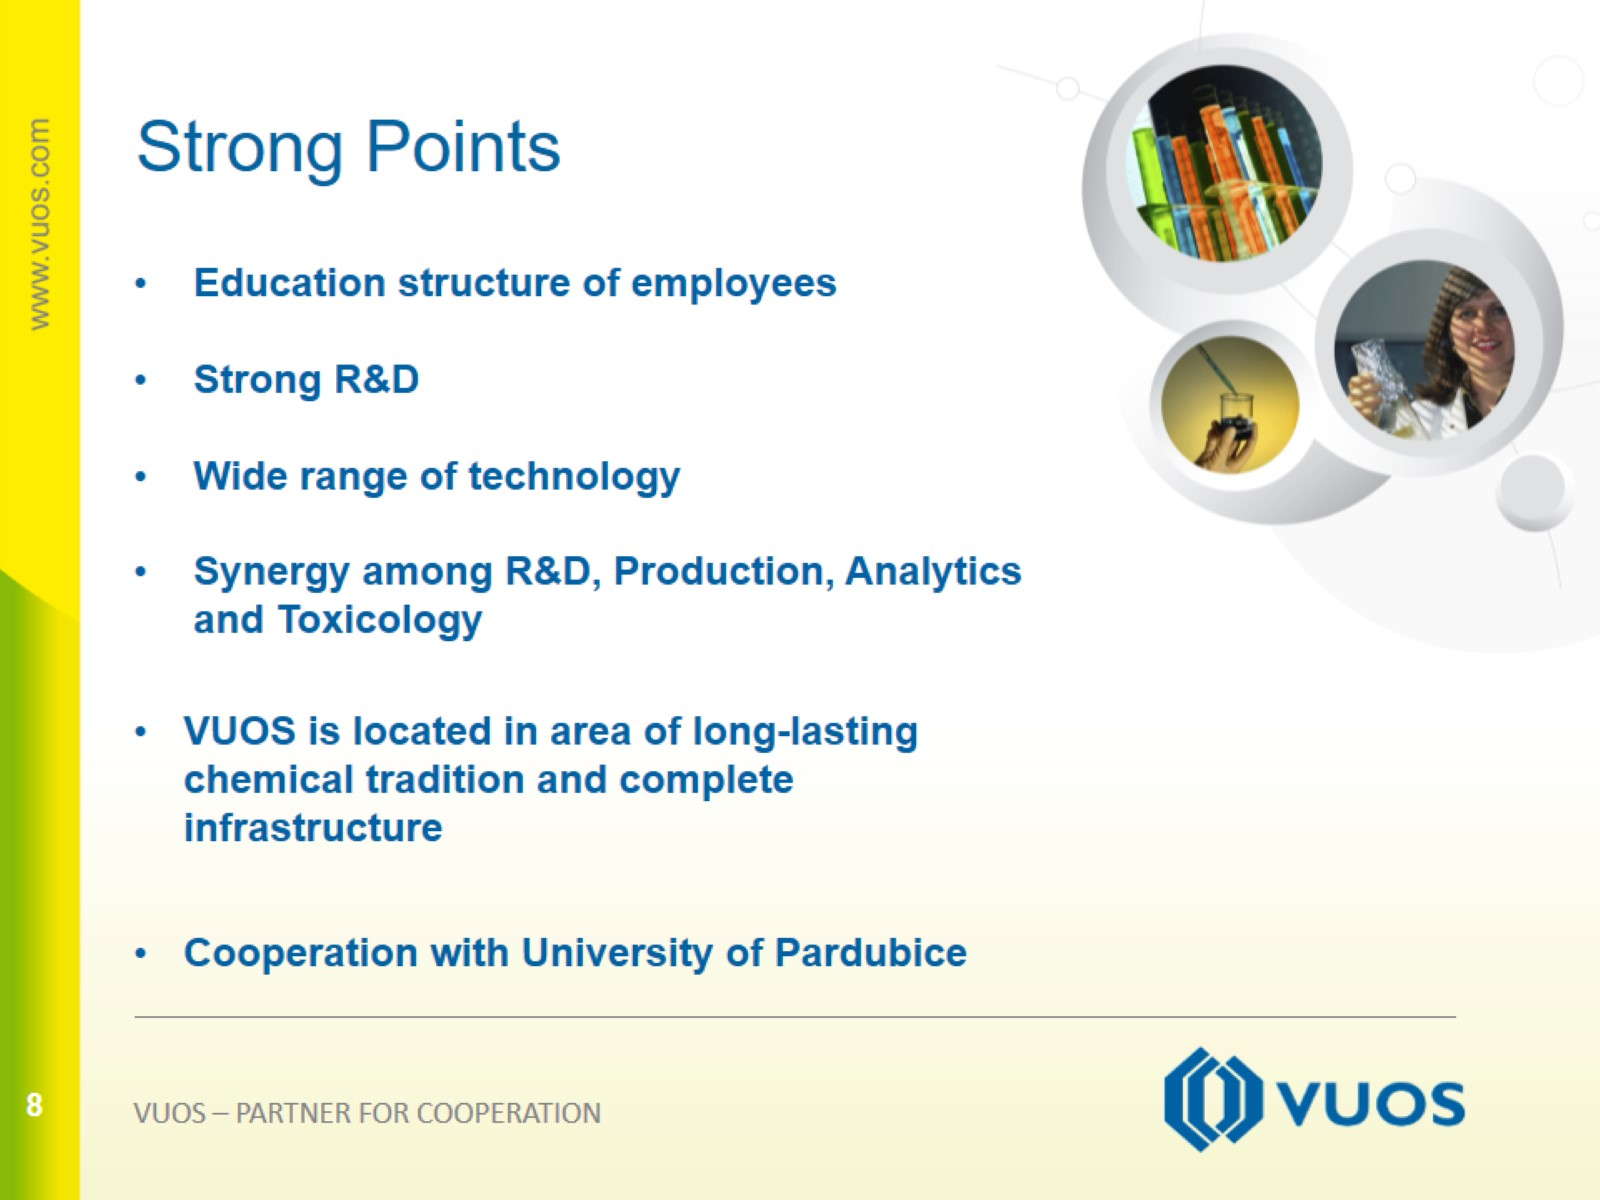 www.vuos.com
Strong Points
• Education structure of employees
• Strong R&D
• Wide range of technology
• Synergy among R&D, Production, Analytics
and Toxicology
• VUOS is located in area of long-lasting
chemical tradition and complete
infrastructure
• Cooperation with University of Pardubice
8
VUOS – PARTNER FOR COOPERATION
VUOS